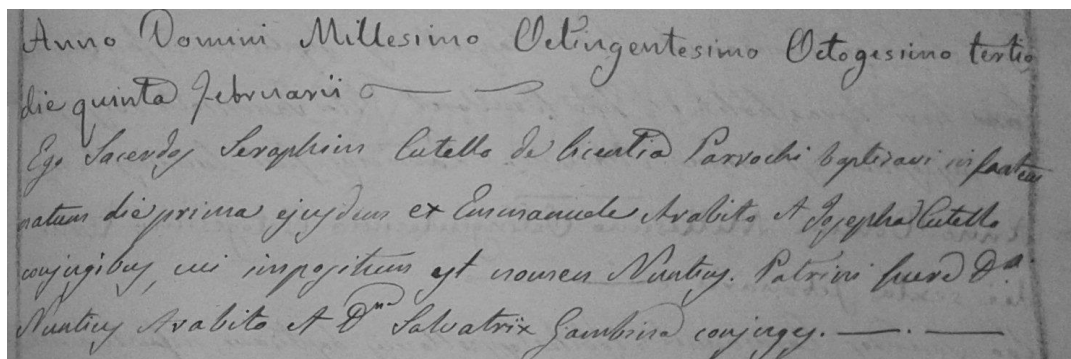 Anno Domini Millesimo Octingentesimo Octogesimo tertio
die quinta Februarii
Ego Sacerdos Seraphinus Cutello de licentia Parrochi baptizavi infantem
natum die prima ejusdem ex Emmanuele Arabito et Josepha Cutello
conjugibus, cui impositum est nomen Nuntius. Patrini fuere D.
Nuntius Arabito et D.na Salvatrix Gambino conjuges.